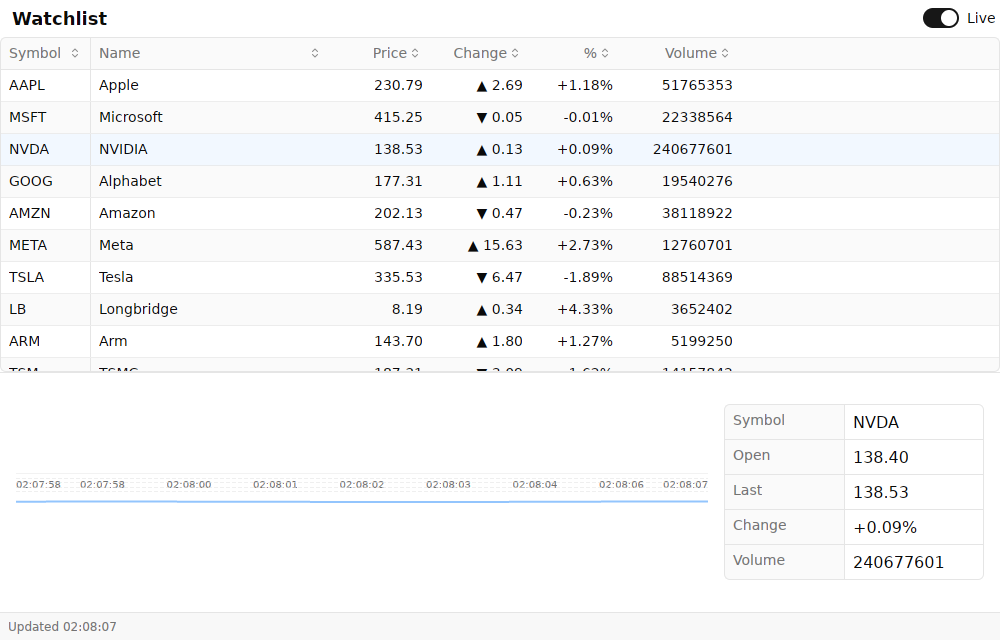 Watchlist
Live
Symbol Name Price Change % Volume
AAPL Apple 230.79 ▲ 2.69 +1.18% 51765353
MSFT Microsoft 415.25 ▼ 0.05 -0.01% 22338564
NVDA NVIDIA 138.53 ▲ 0.13 +0.09% 240677601
GOOG Alphabet 177.31 ▲ 1.11 +0.63% 19540276
AMZN Amazon 202.13 ▼ 0.47 -0.23% 38118922
META Meta 587.43 ▲ 15.63 +2.73% 12760701
TSLA Tesla 335.53 ▼ 6.47 -1.89% 88514369
LB Longbridge 8.19 ▲ 0.34 +4.33% 3652402
ARM Arm 143.70 ▲ 1.80 +1.27% 5199250
TSM TSMC
02:07:58 02:07:58 02:08:00 02:08:01 02:08:02 02:08:03 02:08:04 02:08:06 02:08:07
Symbol NVDA
Open 138.40
Last 138.53
Change +0.09%
Volume 240677601
Updated 02:08:07